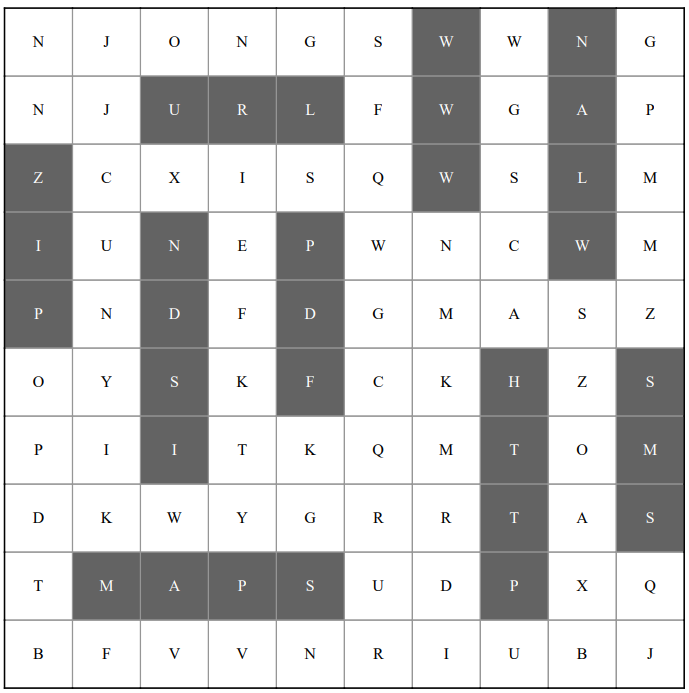 N J O N G S W W N G
N J U R L F W G A P
Z C X I S Q W S L M
I U N E P W N C W M
P N D F D G M A S Z
O Y S K F C K H Z S
P I I T K Q M T O M
D K W Y G R R T A S
T M A P S U D P X Q
B F V V N R I U B J